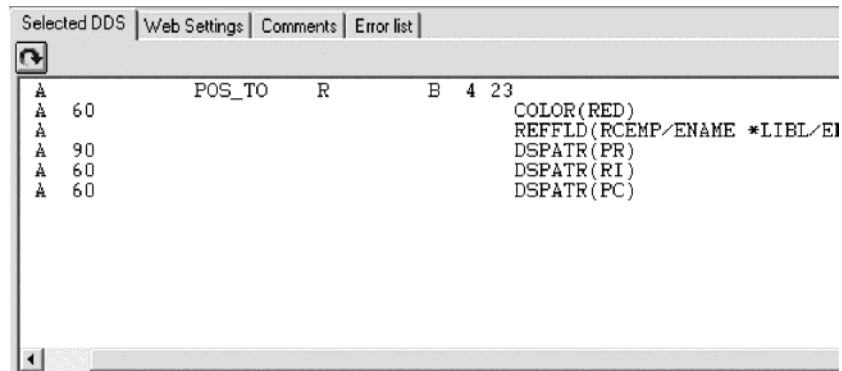 Selected DDS Web Settings Comments Error list
A POS_TO R B 4 23
A 60 COLOR(RED)
A REFFLD(RCEMP/ENAME *LIBL/
A 90 DSPATR(PR)
A 60 DSPATR(RI)
A 60 DSPATR(PC)